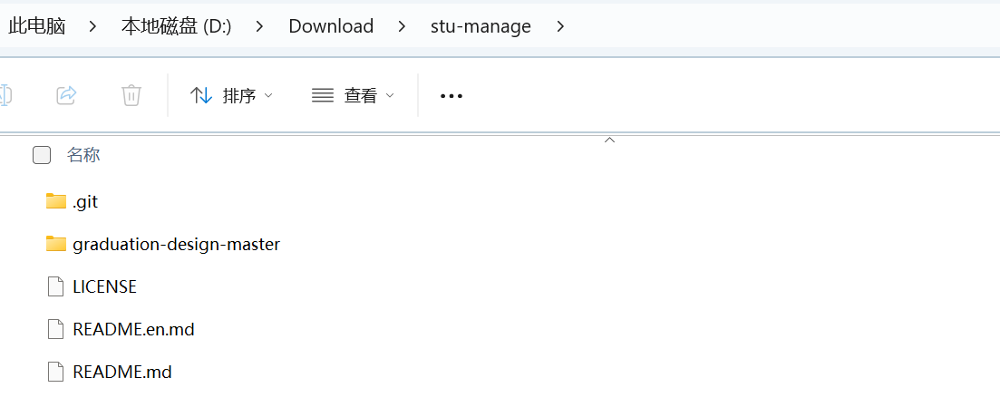 此电脑 > 本地磁盘 (D:) > Download > stu-manage >
排序 查看 •••
名称
.git
graduation-design-master
LICENSE
README.en.md
README.md